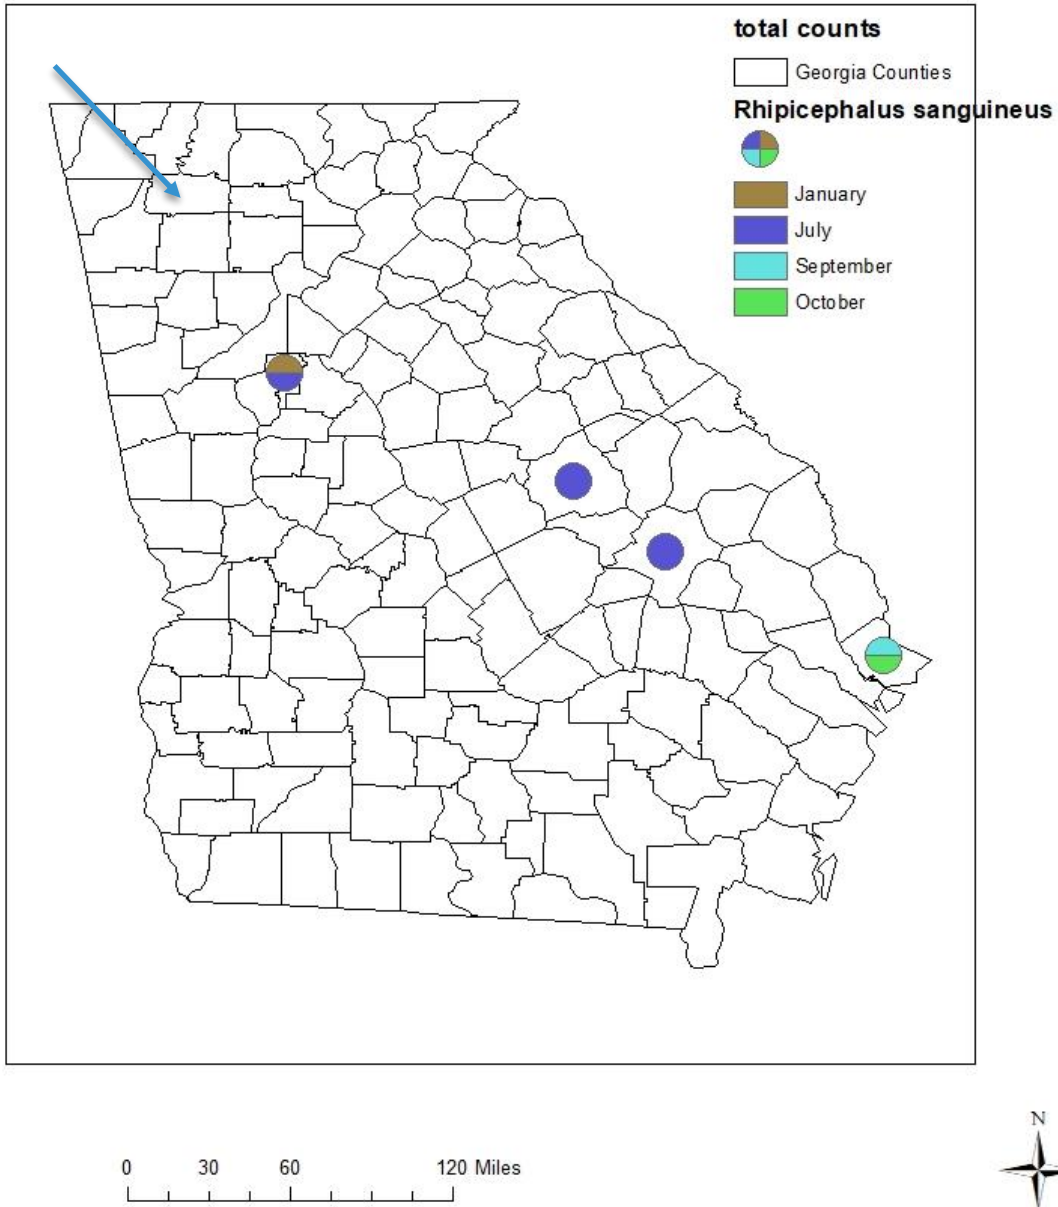 total counts
Georgia Counties
Rhipicephalus sanguineus
January
July
September
October
N
0 30 60 120 Miles